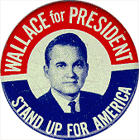 WALLACE for PRESIDENT
STAND UP FOR AMERICA